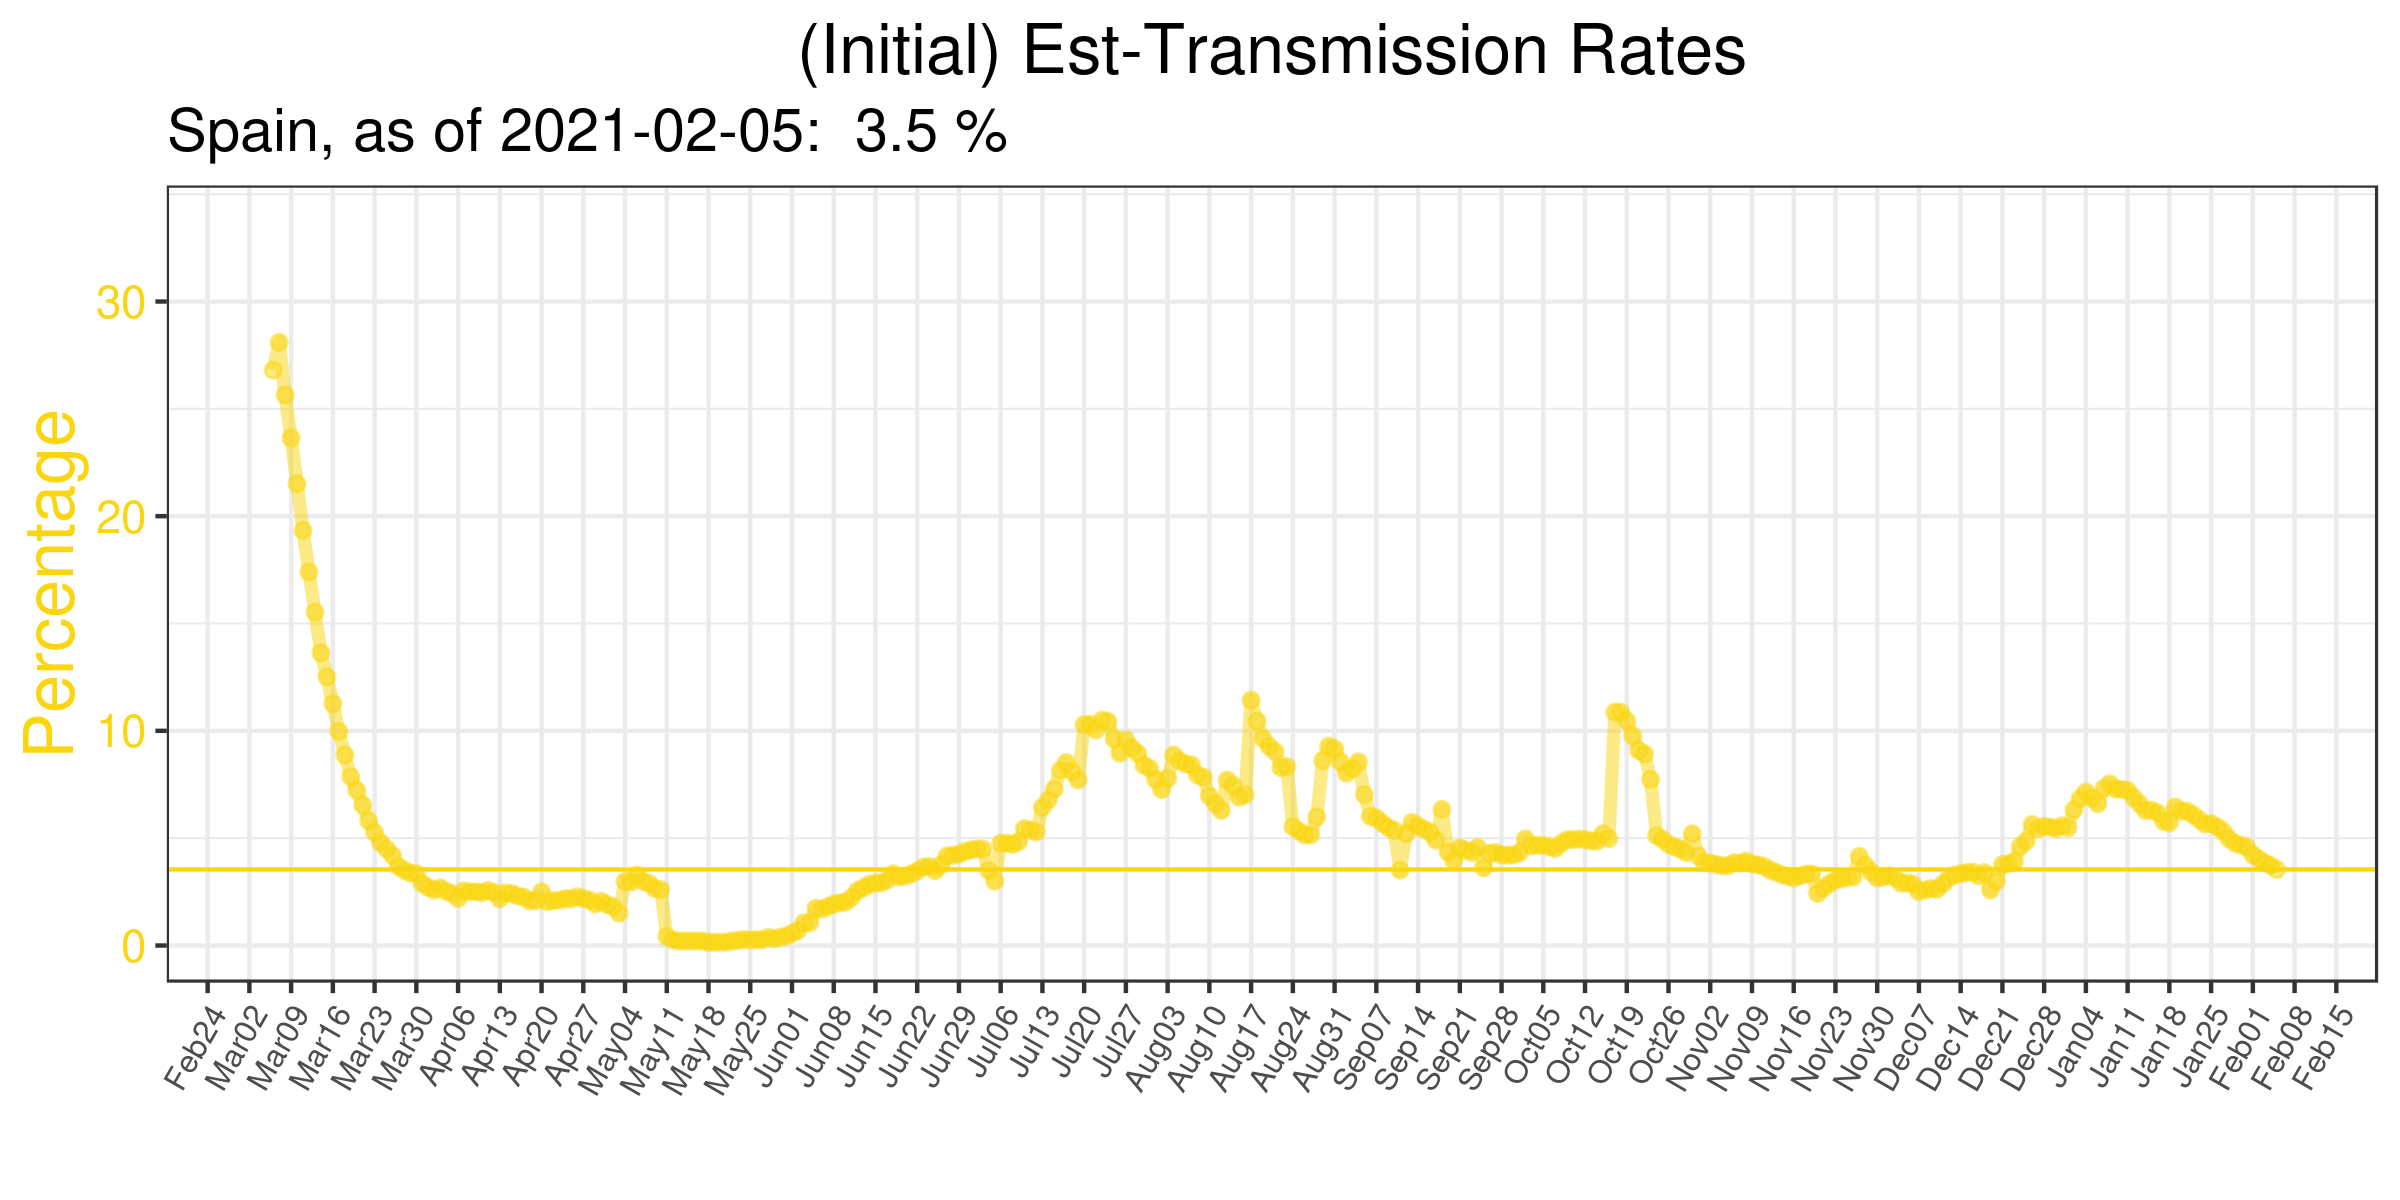 (Initial) Est-Transmission Rates
Spain, as of 2021-02-05:  3.5 %
Percentage
30
20
10
0
Feb24
Mar02
Mar09
Mar16
Mar23
Mar30
Apr06
Apr13
Apr20
Apr27
May04
May11
May18
May25
Jun01
Jun08
Jun15
Jun22
Jun29
Jul06
Jul13
Jul20
Jul27
Aug03
Aug10
Aug17
Aug24
Aug31
Sep07
Sep14
Sep21
Sep28
Oct05
Oct12
Oct19
Oct26
Nov02
Nov09
Nov16
Nov23
Nov30
Dec07
Dec14
Dec21
Dec28
Jan04
Jan11
Jan18
Jan25
Feb01
Feb08
Feb15